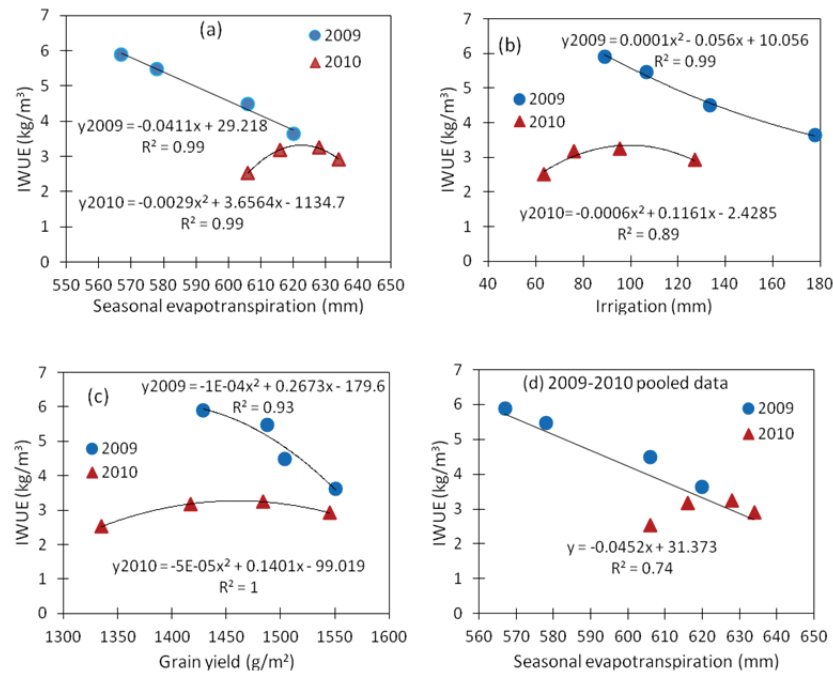 (a)
2009
2010
y2009 = -0.0411x + 29.218
R² = 0.99
y2010 = -0.0029x² + 3.6564x - 1134.7
R² = 0.99
IWUE (kg/m³)
7
6
5
4
3
2
1
0
550 560 570 580 590 600 610 620 630 640 650
Seasonal evapotranspiration (mm)
(b)
y2009 = 0.0001x² - 0.056x + 10.056
R² = 0.99
2009
2010
y2010=-0.0006x² + 0.1161x - 2.4285
R² = 0.89
IWUE (kg/m³)
7
6
5
4
3
2
1
0
40 60 80 100 120 140 160 180
Irrigation (mm)
(c)
y2009 =-1E-04x² + 0.2673x - 179.6
R² = 0.93
2009
2010
y2010 =-5E-05x² + 0.1401x - 99.019
R² = 1
IWUE (kg/m³)
7
6
5
4
3
2
1
0
1300 1350 1400 1450 1500 1550 1600
Grain yield (g/m²)
(d) 2009-2010 pooled data
2009
2010
y = -0.0452x + 31.373
R² = 0.74
IWUE (kg/m³)
7
6
5
4
3
2
1
0
560 570 580 590 600 610 620 630 640 650
Seasonal evapotranspiration (mm)